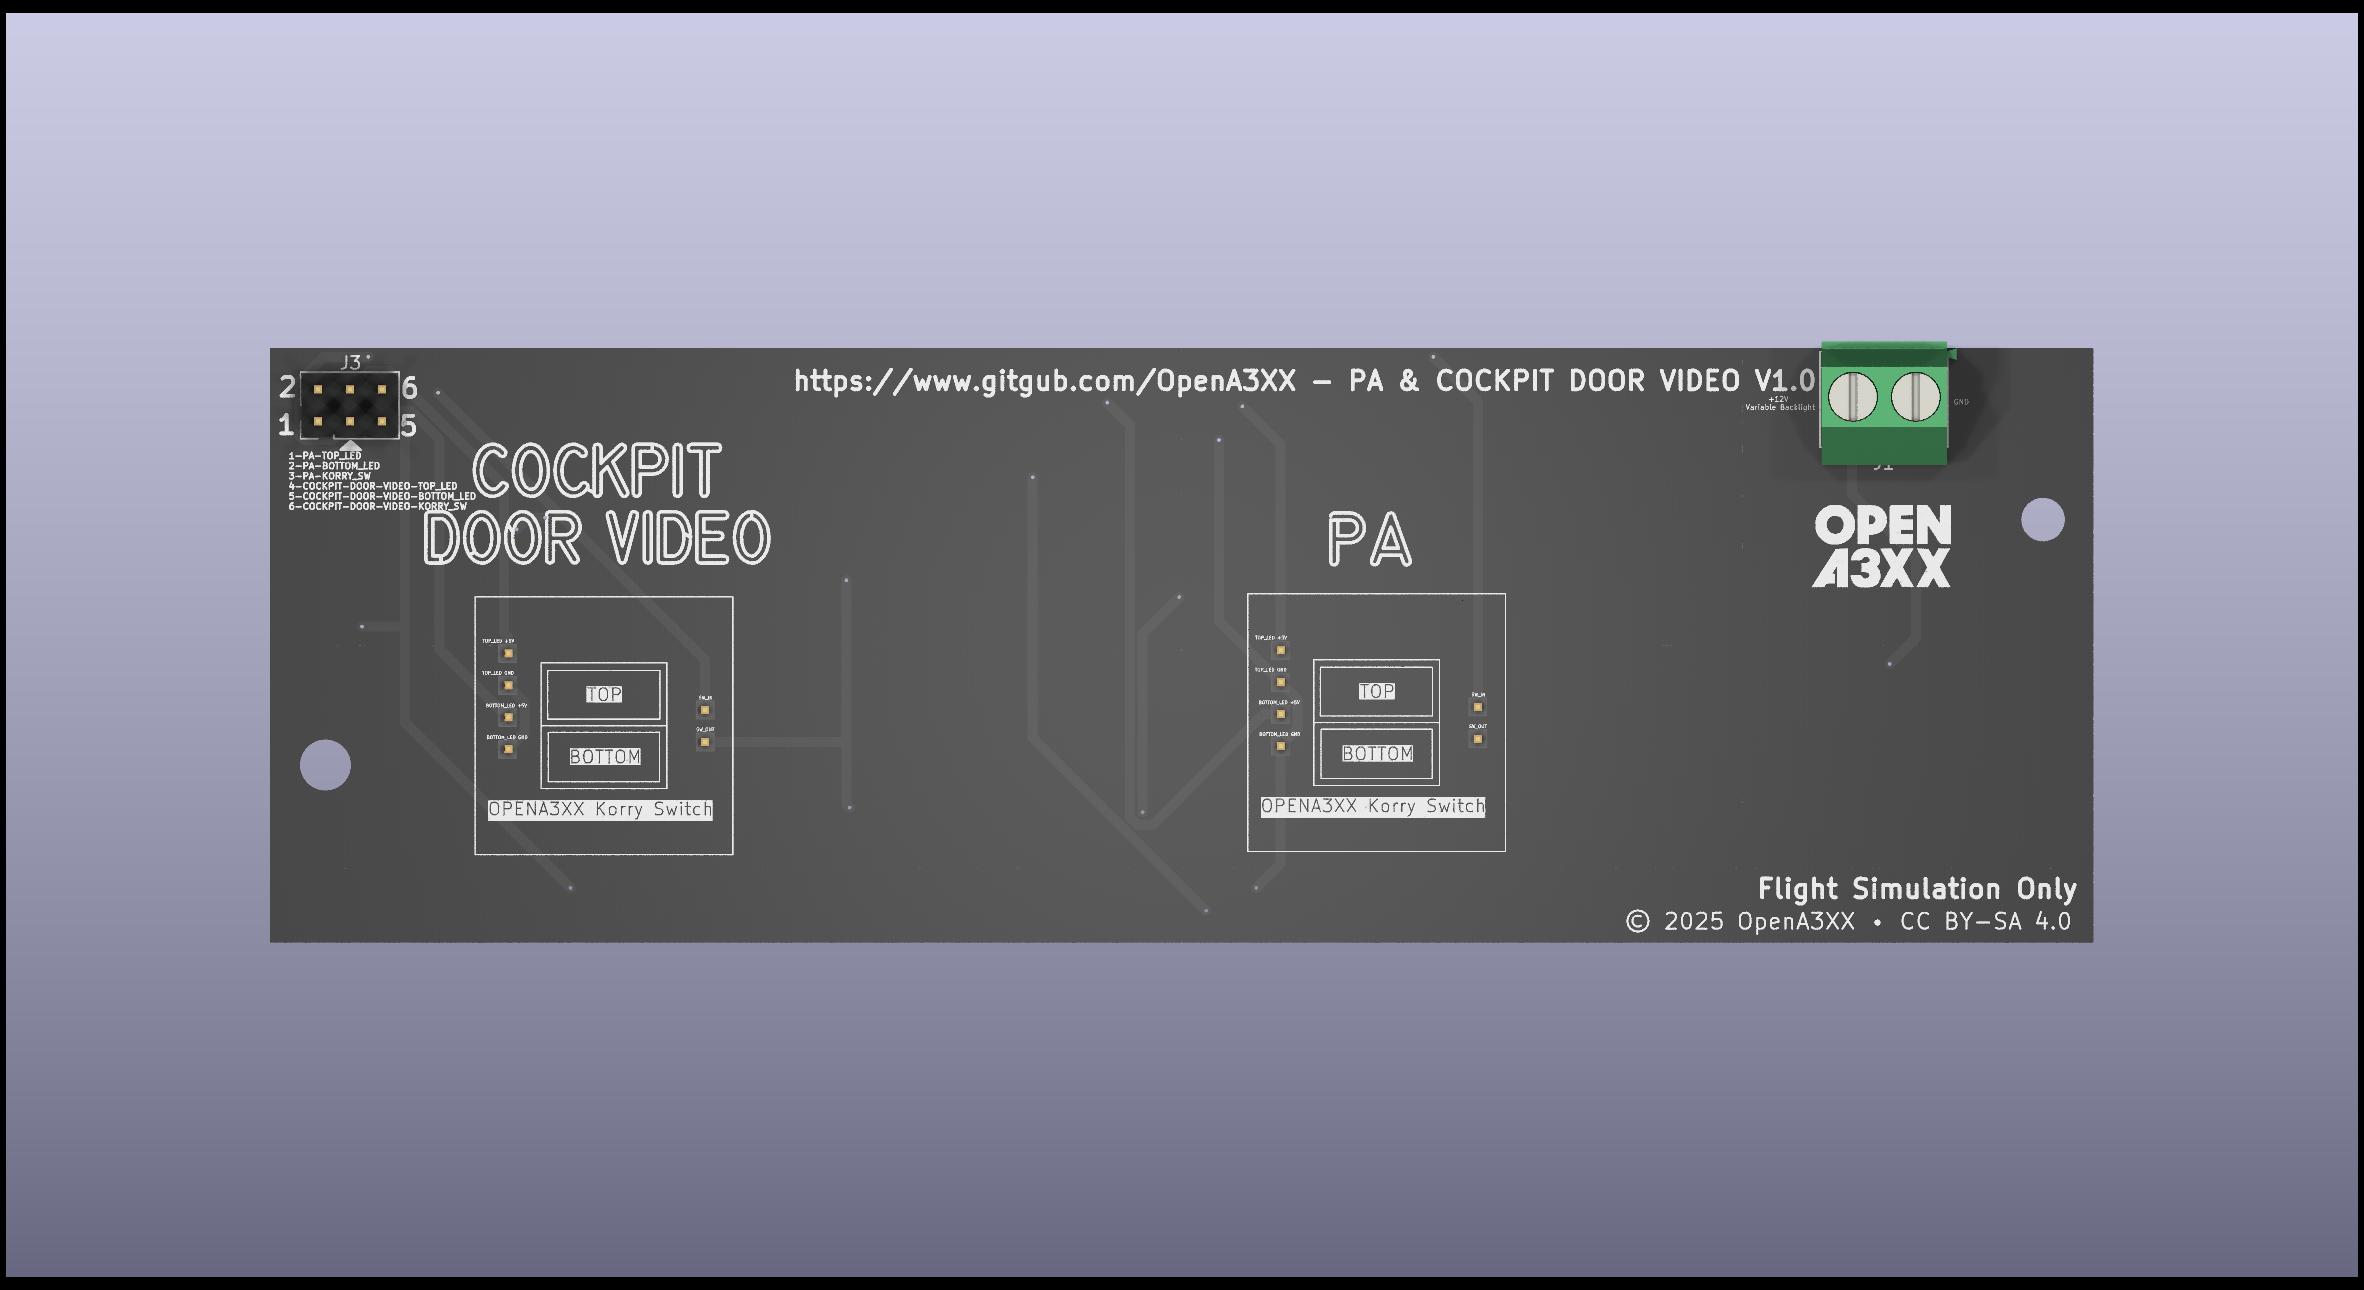 J3
2 6
1 5
1-PA-TOP_LED
2-PA-BOTTOM_LED
3-PA-KORRY_SW
4-COCKPIT-DOOR-VIDEO-TOP_LED
5-COCKPIT-DOOR-VIDEO-BOTTOM_LED
6-COCKPIT-DOOR-VIDEO-KORRY_SW
https://www.gitgub.com/OpenA3XX - PA & COCKPIT DOOR VIDEO V1.0
+12V
Variable Backlight
GND
J1
COCKPIT
DOOR VIDEO
PA
OPEN
A3XX
TOP_LED +5V
TOP_LED GND
BOTTOM_LED +5V
BOTTOM_LED GND
TOP
BOTTOM
SW_IN
SW_OUT
OPENA3XX Korry Switch
TOP_LED +5V
TOP_LED GND
BOTTOM_LED +5V
BOTTOM_LED GND
TOP
BOTTOM
SW_IN
SW_OUT
OPENA3XX Korry Switch
Flight Simulation Only
© 2025 OpenA3XX • CC BY-SA 4.0